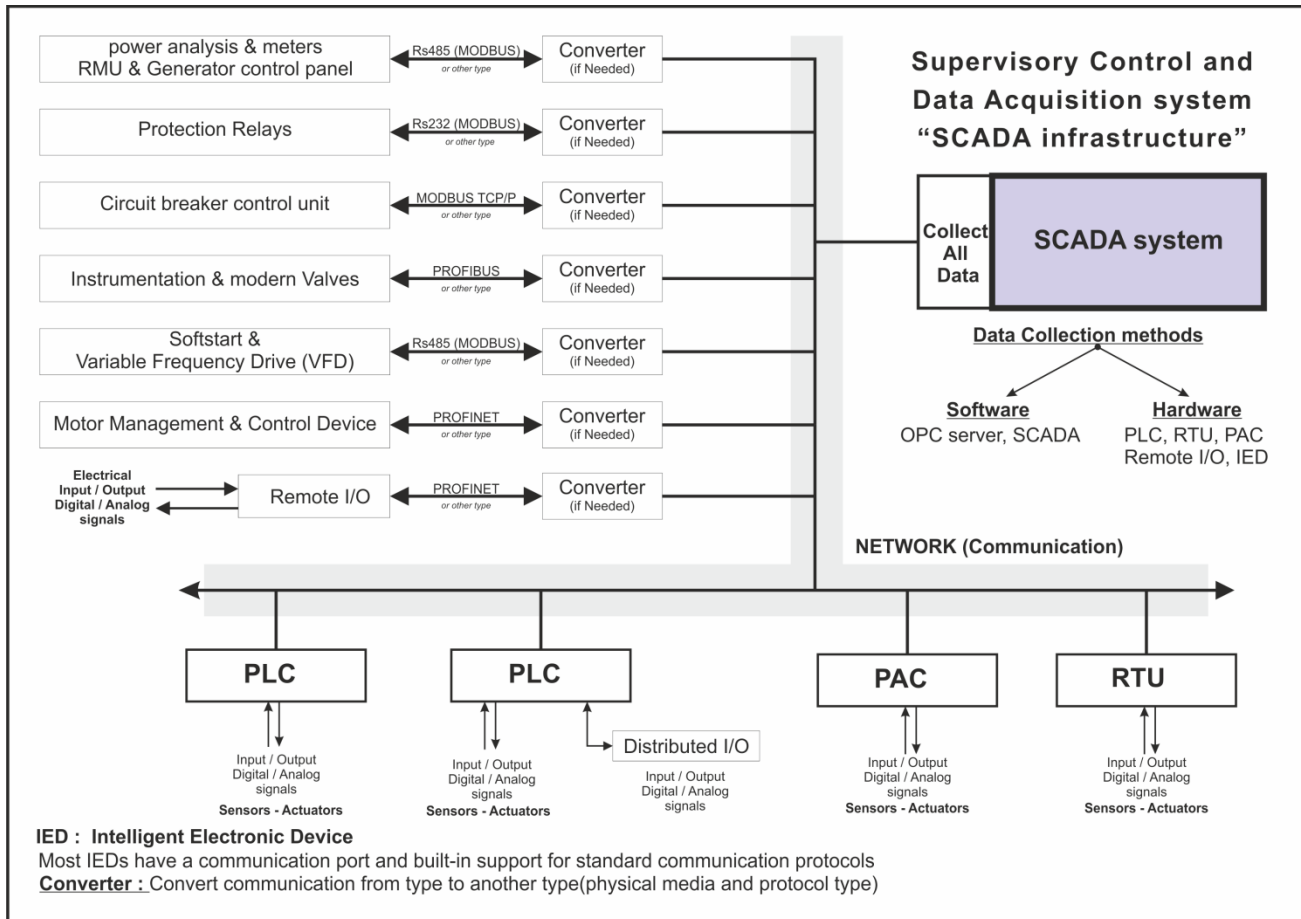 power analysis & meters
RMU & Generator control panel
Rs485 (MODBUS)
or other type
Converter
(if Needed)
Protection Relays
Rs232 (MODBUS)
or other type
Converter
(if Needed)
Circuit breaker control unit
MODBUS TCP/P
or other type
Converter
(if Needed)
Instrumentation & modern Valves
PROFIBUS
or other type
Converter
(if Needed)
Softstart &
Variable Frequency Drive (VFD)
Rs485 (MODBUS)
or other type
Converter
(if Needed)
Motor Management & Control Device
PROFINET
or other type
Converter
(if Needed)
Electrical
Input / Output
Digital / Analog
signals
Remote I/O
PROFINET
or other type
Converter
(if Needed)
Supervisory Control and
Data Acquisition system
“SCADA infrastructure”
Collect
All
Data
SCADA system
Data Collection methods
Software
OPC server, SCADA
Hardware
PLC, RTU, PAC
Remote I/O, IED
NETWORK (Communication)
PLC
Input / Output
Digital / Analog
signals
Sensors - Actuators
PLC
Input / Output
Digital / Analog
signals
Sensors - Actuators
Distributed I/O
Input / Output
Digital / Analog
signals
PAC
Input / Output
Digital / Analog
signals
Sensors - Actuators
RTU
Input / Output
Digital / Analog
signals
Sensors - Actuators
IED : Intelligent Electronic Device
Most IEDs have a communication port and built-in support for standard communication protocols
Converter : Convert communication from type to another type(physical media and protocol type)